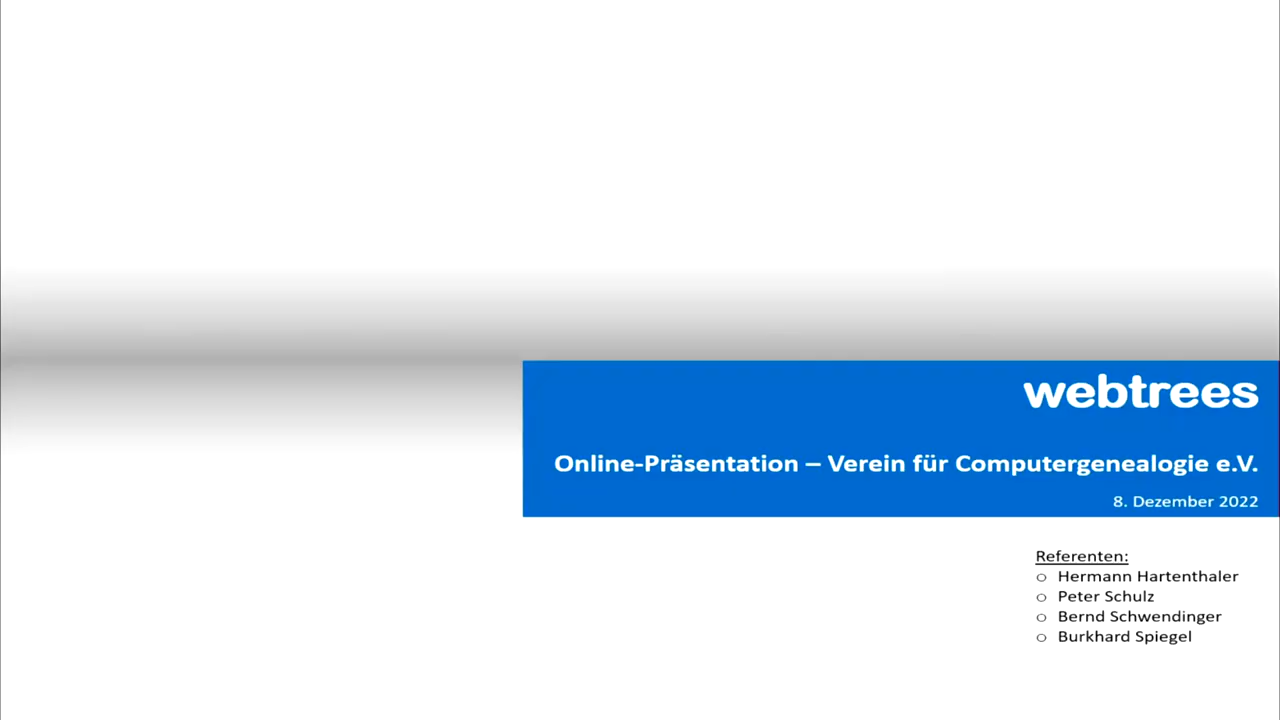 webtrees
Online-Präsentation – Verein für Computergenealogie e.V.
8. Dezember 2022
Referenten:
o Hermann Hartenthaler
o Peter Schulz
o Bernd Schwendinger
o Burkhard Spiegel